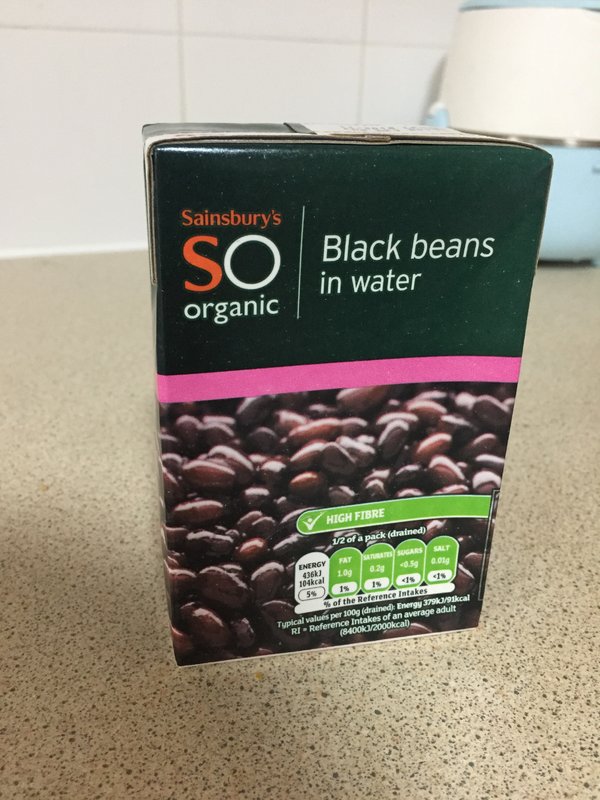 Sainsbury's
SO
organic
Black beans
in water
HIGH FIBRE
1/2 of a pack (drained)
ENERGY
436kJ
104kcal
5%
FAT
1.0g
1%
SATURATES
0.2g
1%
SUGARS
<0.5g
<1%
SALT
0.01g
<1%
% of the Reference Intakes
Typical values per 100g (drained): Energy 379kJ/91kcal
RI = Reference Intakes of an average adult
(8400kJ/2000kcal)